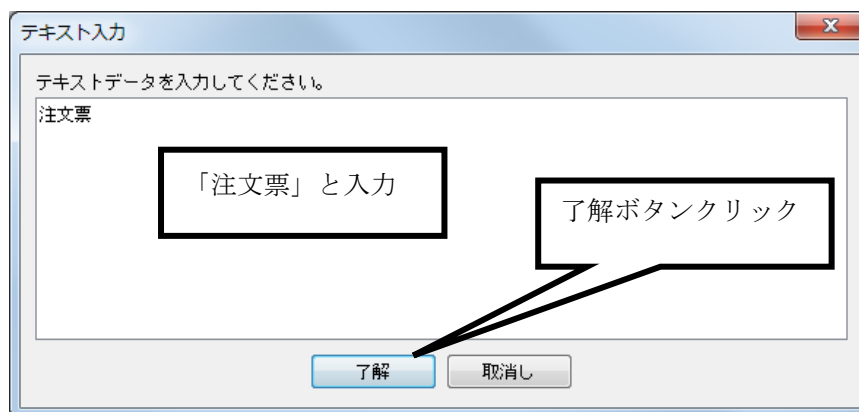 テキスト入力
テキストデータを入力してください。
注文票
「注文票」と入力
了解ボタンクリック
了解
取消し